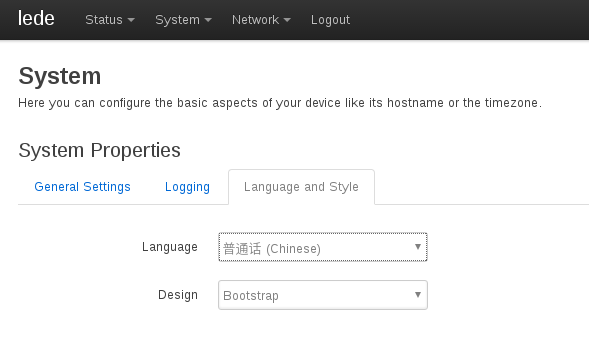 lede Status System Network Logout
System
Here you can configure the basic aspects of your device like its hostname or the timezone.
System Properties
General Settings Logging Language and Style
Language 普通话 (Chinese)
Design Bootstrap